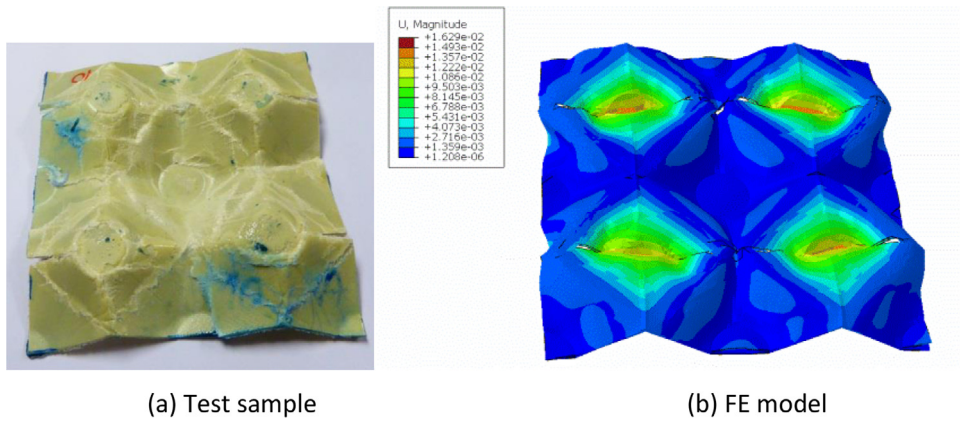 U, Magnitude
+1.629e-02
+1.493e-02
+1.357e-02
+1.222e-02
+1.086e-02
+9.503e-03
+8.145e-03
+6.788e-03
+5.431e-03
+4.073e-03
+2.716e-03
+1.359e-03
+1.208e-06
(a) Test sample
(b) FE model